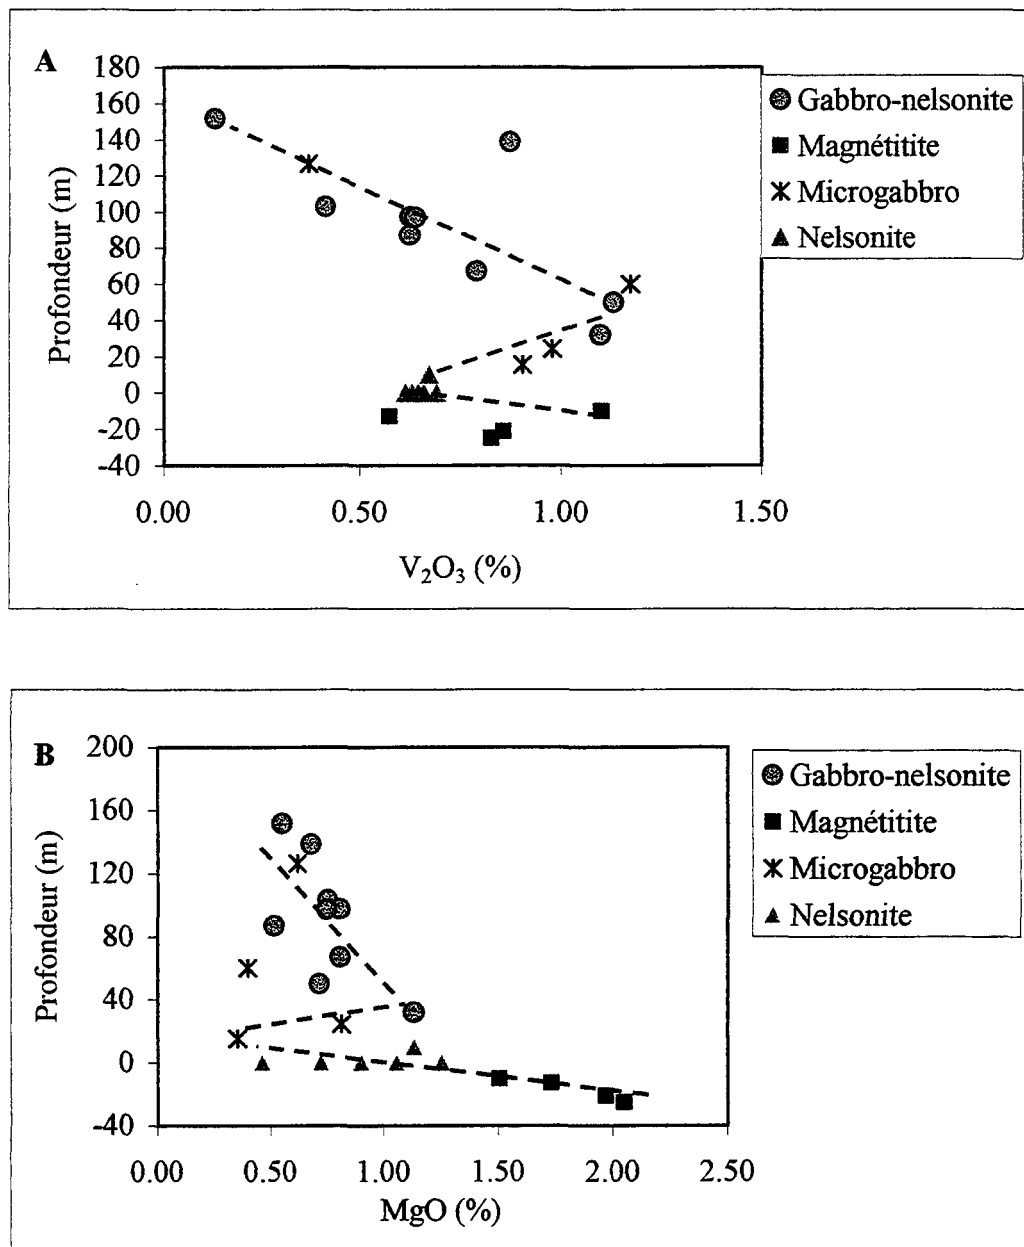 A
180
160
140
120
100
80
60
40
20
0
-20
-40
Profondeur (m)
0.00 0.50 1.00 1.50
V₂O₃ (%)
Gabbro-nelsonite
Magnétitite
Microgabbro
Nelsonite
B
200
160
120
80
40
0
-40
Profondeur (m)
0.00 0.50 1.00 1.50 2.00 2.50
MgO (%)
Gabbro-nelsonite
Magnétitite
Microgabbro
Nelsonite